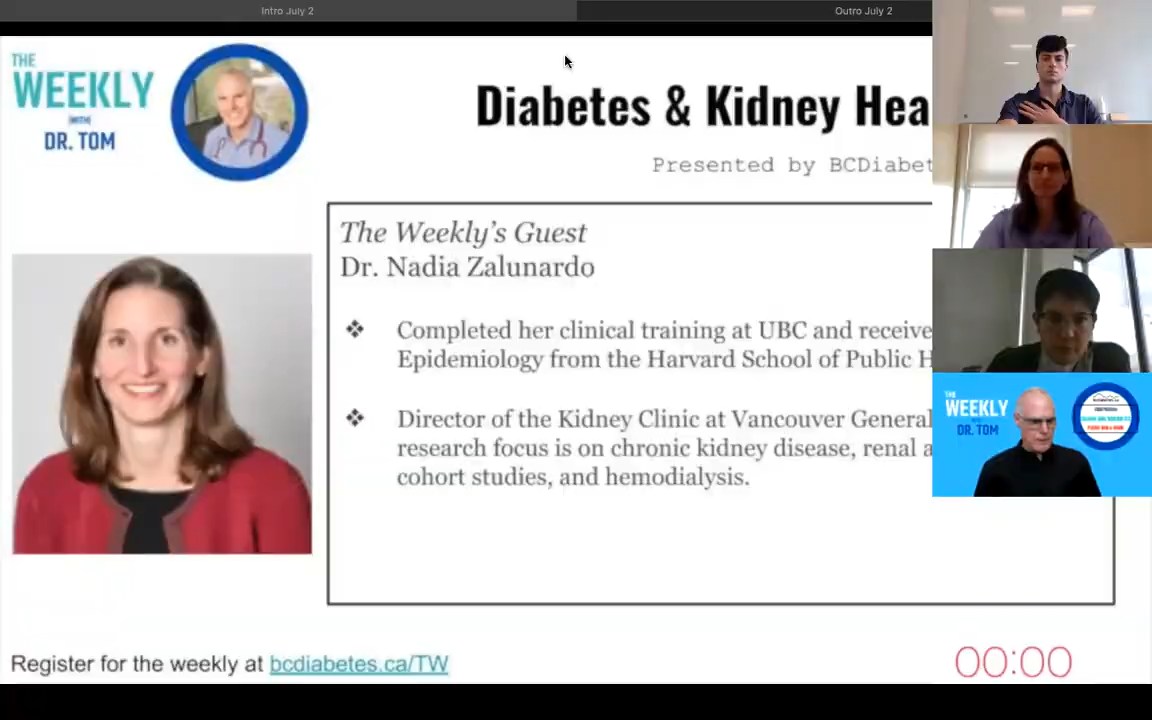 Intro July 2
Outro July 2
THE
WEEKLY
(WITH)
DR. TOM
Diabetes & Kidney Hea
Presented by BCDiabet
The Weekly's Guest
Dr. Nadia Zalunardo
❖ Completed her clinical training at UBC and receive
Epidemiology from the Harvard School of Public H
❖ Director of the Kidney Clinic at Vancouver General
research focus is on chronic kidney disease, renal a
cohort studies, and hemodialysis.
THE
WEEKLY
DR. TOM
Register for the weekly at bcdiabetes.ca/TW
00:00